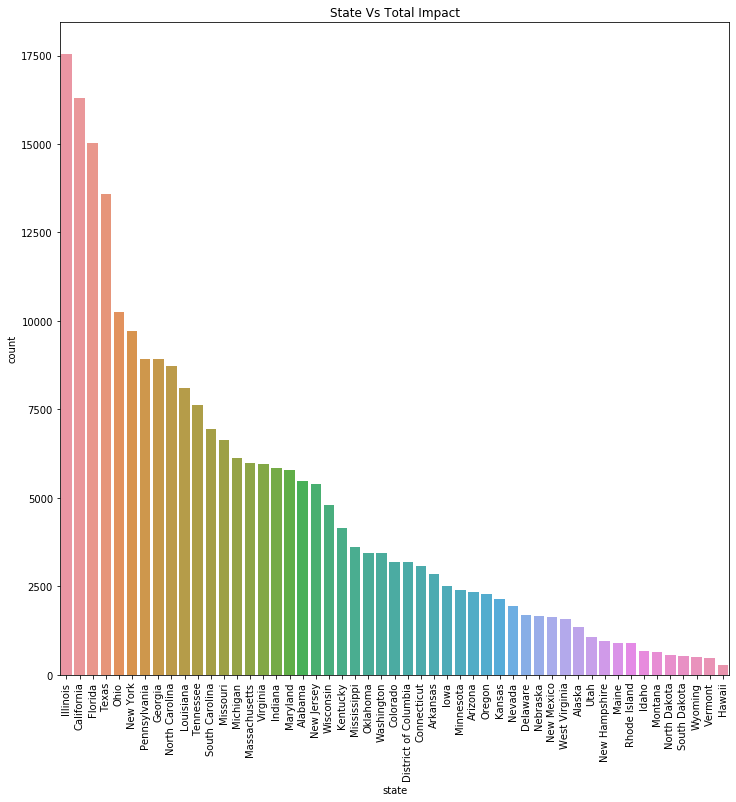 State Vs Total Impact
count
17500
15000
12500
10000
7500
5000
2500
0
Illinois
California
Florida
Texas
Ohio
New York
Pennsylvania
Georgia
North Carolina
Louisiana
Tennessee
South Carolina
Missouri
Michigan
Massachusetts
Virginia
Indiana
Maryland
Alabama
New Jersey
Wisconsin
Kentucky
Mississippi
Oklahoma
Washington
Colorado
District of Columbia
Connecticut
Arkansas
Iowa
Minnesota
Arizona
Oregon
Kansas
Nevada
Delaware
Nebraska
New Mexico
West Virginia
Alaska
Utah
New Hampshire
Maine
Rhode Island
Idaho
Montana
North Dakota
South Dakota
Wyoming
Vermont
Hawaii
state